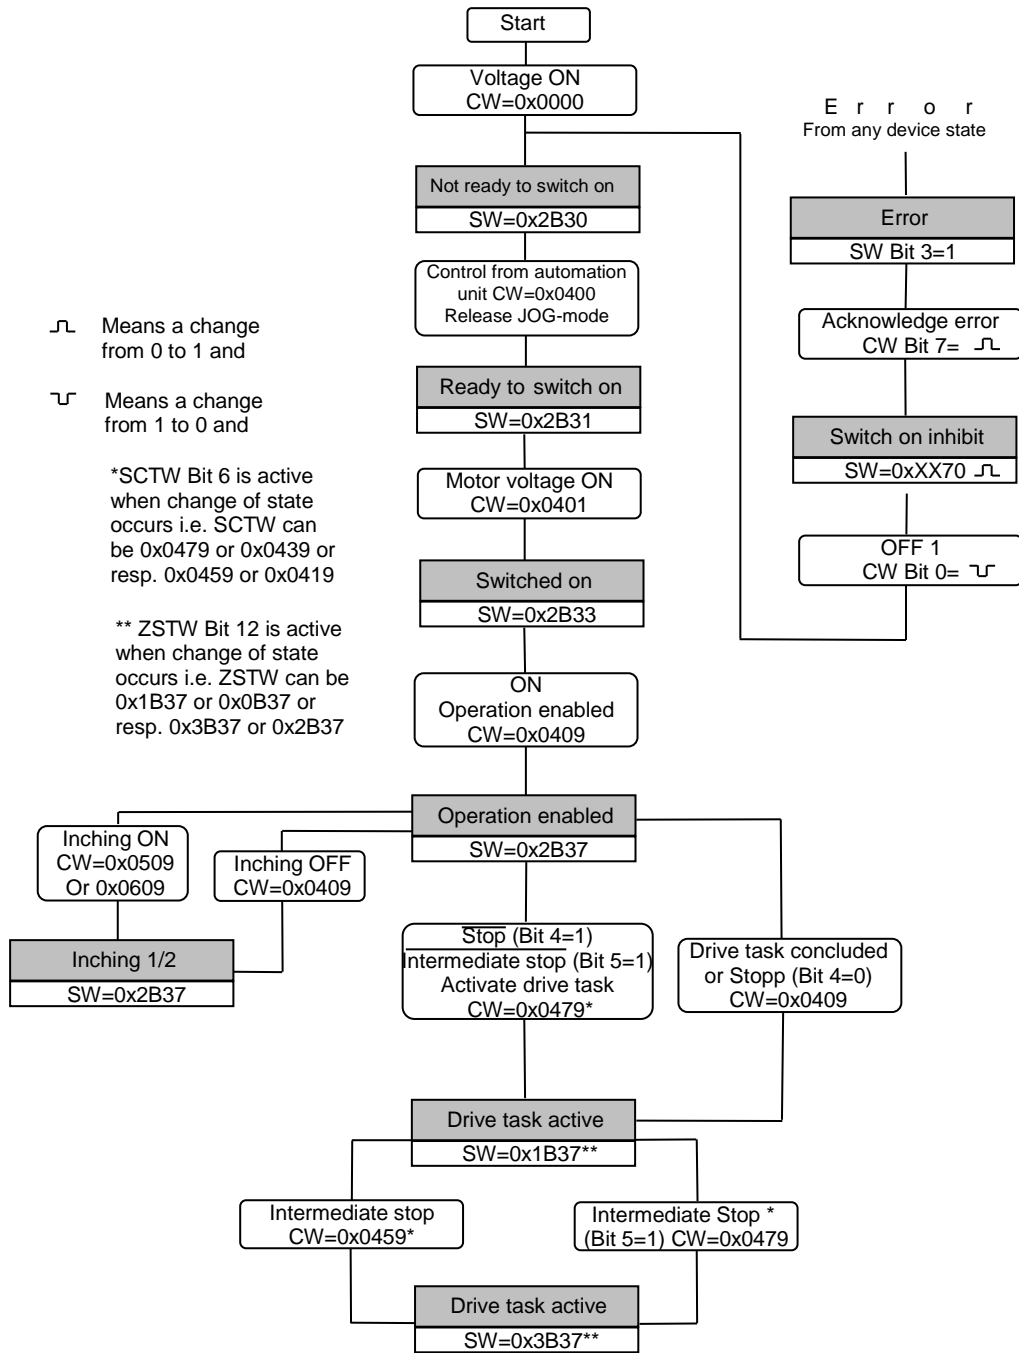 Start
Voltage ON
CW=0x0000
E r r o r
From any device state
Not ready to switch on
SW=0x2B30
Error
SW Bit 3=1
Control from automation
unit CW=0x0400
Release JOG-mode
Acknowledge error
CW Bit 7=
Means a change
from 0 to 1 and
Means a change
from 1 to 0 and
Ready to switch on
SW=0x2B31
Switch on inhibit
SW=0xXX70
*SCTW Bit 6 is active
when change of state
occurs i.e. SCTW can
be 0x0479 or 0x0439 or
resp. 0x0459 or 0x0419
Motor voltage ON
CW=0x0401
OFF 1
CW Bit 0=
Switched on
SW=0x2B33
** ZSTW Bit 12 is active
when change of state
occurs i.e. ZSTW can be
0x1B37 or 0x0B37 or
resp. 0x3B37 or 0x2B37
ON
Operation enabled
CW=0x0409
Operation enabled
SW=0x2B37
Inching ON
CW=0x0509
Or 0x0609
Inching OFF
CW=0x0409
Inching 1/2
SW=0x2B37
Stop (Bit 4=1)
Intermediate stop (Bit 5=1)
Activate drive task
CW=0x0479*
Drive task concluded
or Stopp (Bit 4=0)
CW=0x0409
Drive task active
SW=0x1B37**
Intermediate stop
CW=0x0459*
Intermediate Stop *
(Bit 5=1) CW=0x0479
Drive task active
SW=0x3B37**